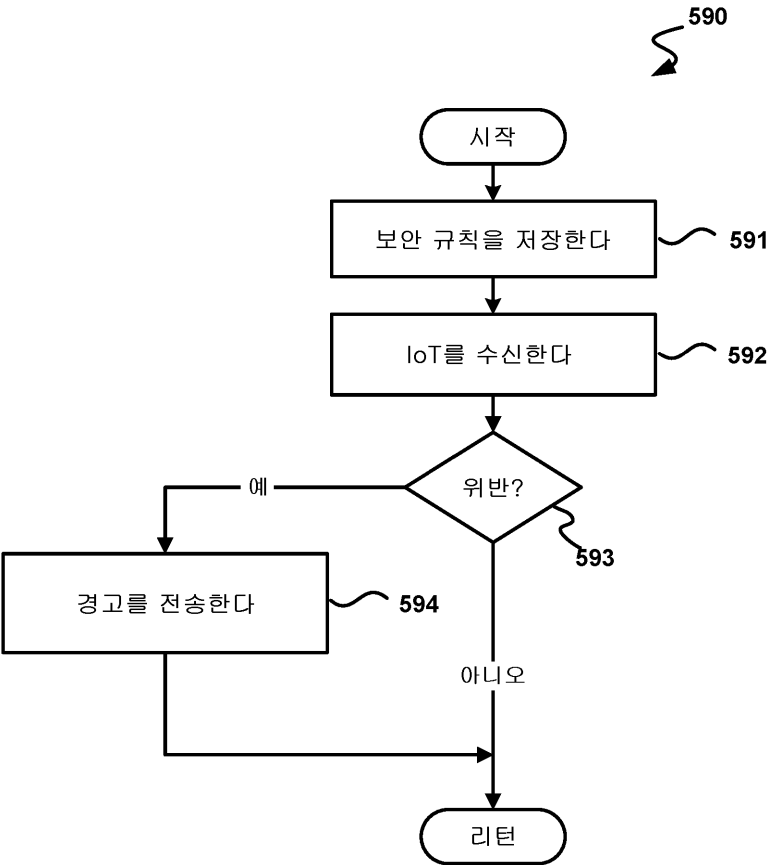 590
시작
보안 규칙을 저장한다
591
IoT를 수신한다
592
위반?
593
예
경고를 전송한다
594
아니오
리턴